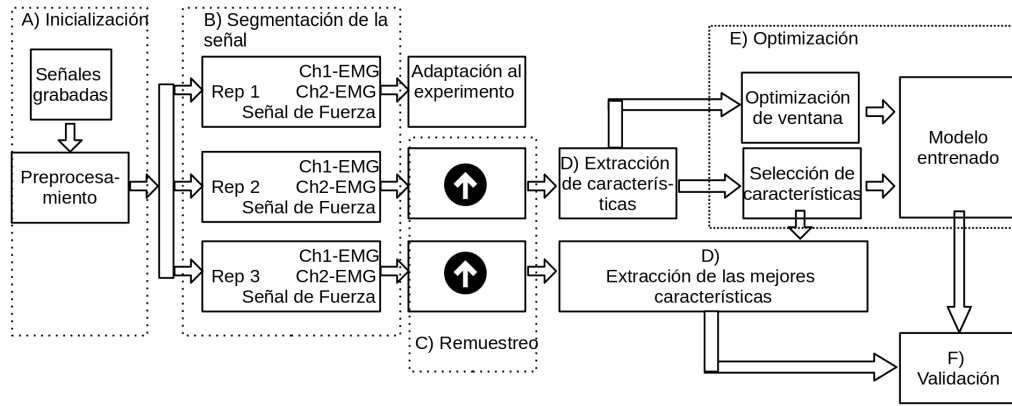 A) Inicialización
Señales
grabadas
Preprocesa-
miento
B) Segmentación de la
señal
Ch1-EMG
Rep 1 Ch2-EMG
Señal de Fuerza
Ch1-EMG
Rep 2 Ch2-EMG
Señal de Fuerza
Ch1-EMG
Rep 3 Ch2-EMG
Señal de Fuerza
Adaptación al
experimento
C) Remuestreo
D) Extracción
de caracterís-
ticas
E) Optimización
Optimización
de ventana
Selección de
características
Modelo
entrenado
D)
Extracción de las mejores
características
F)
Validación